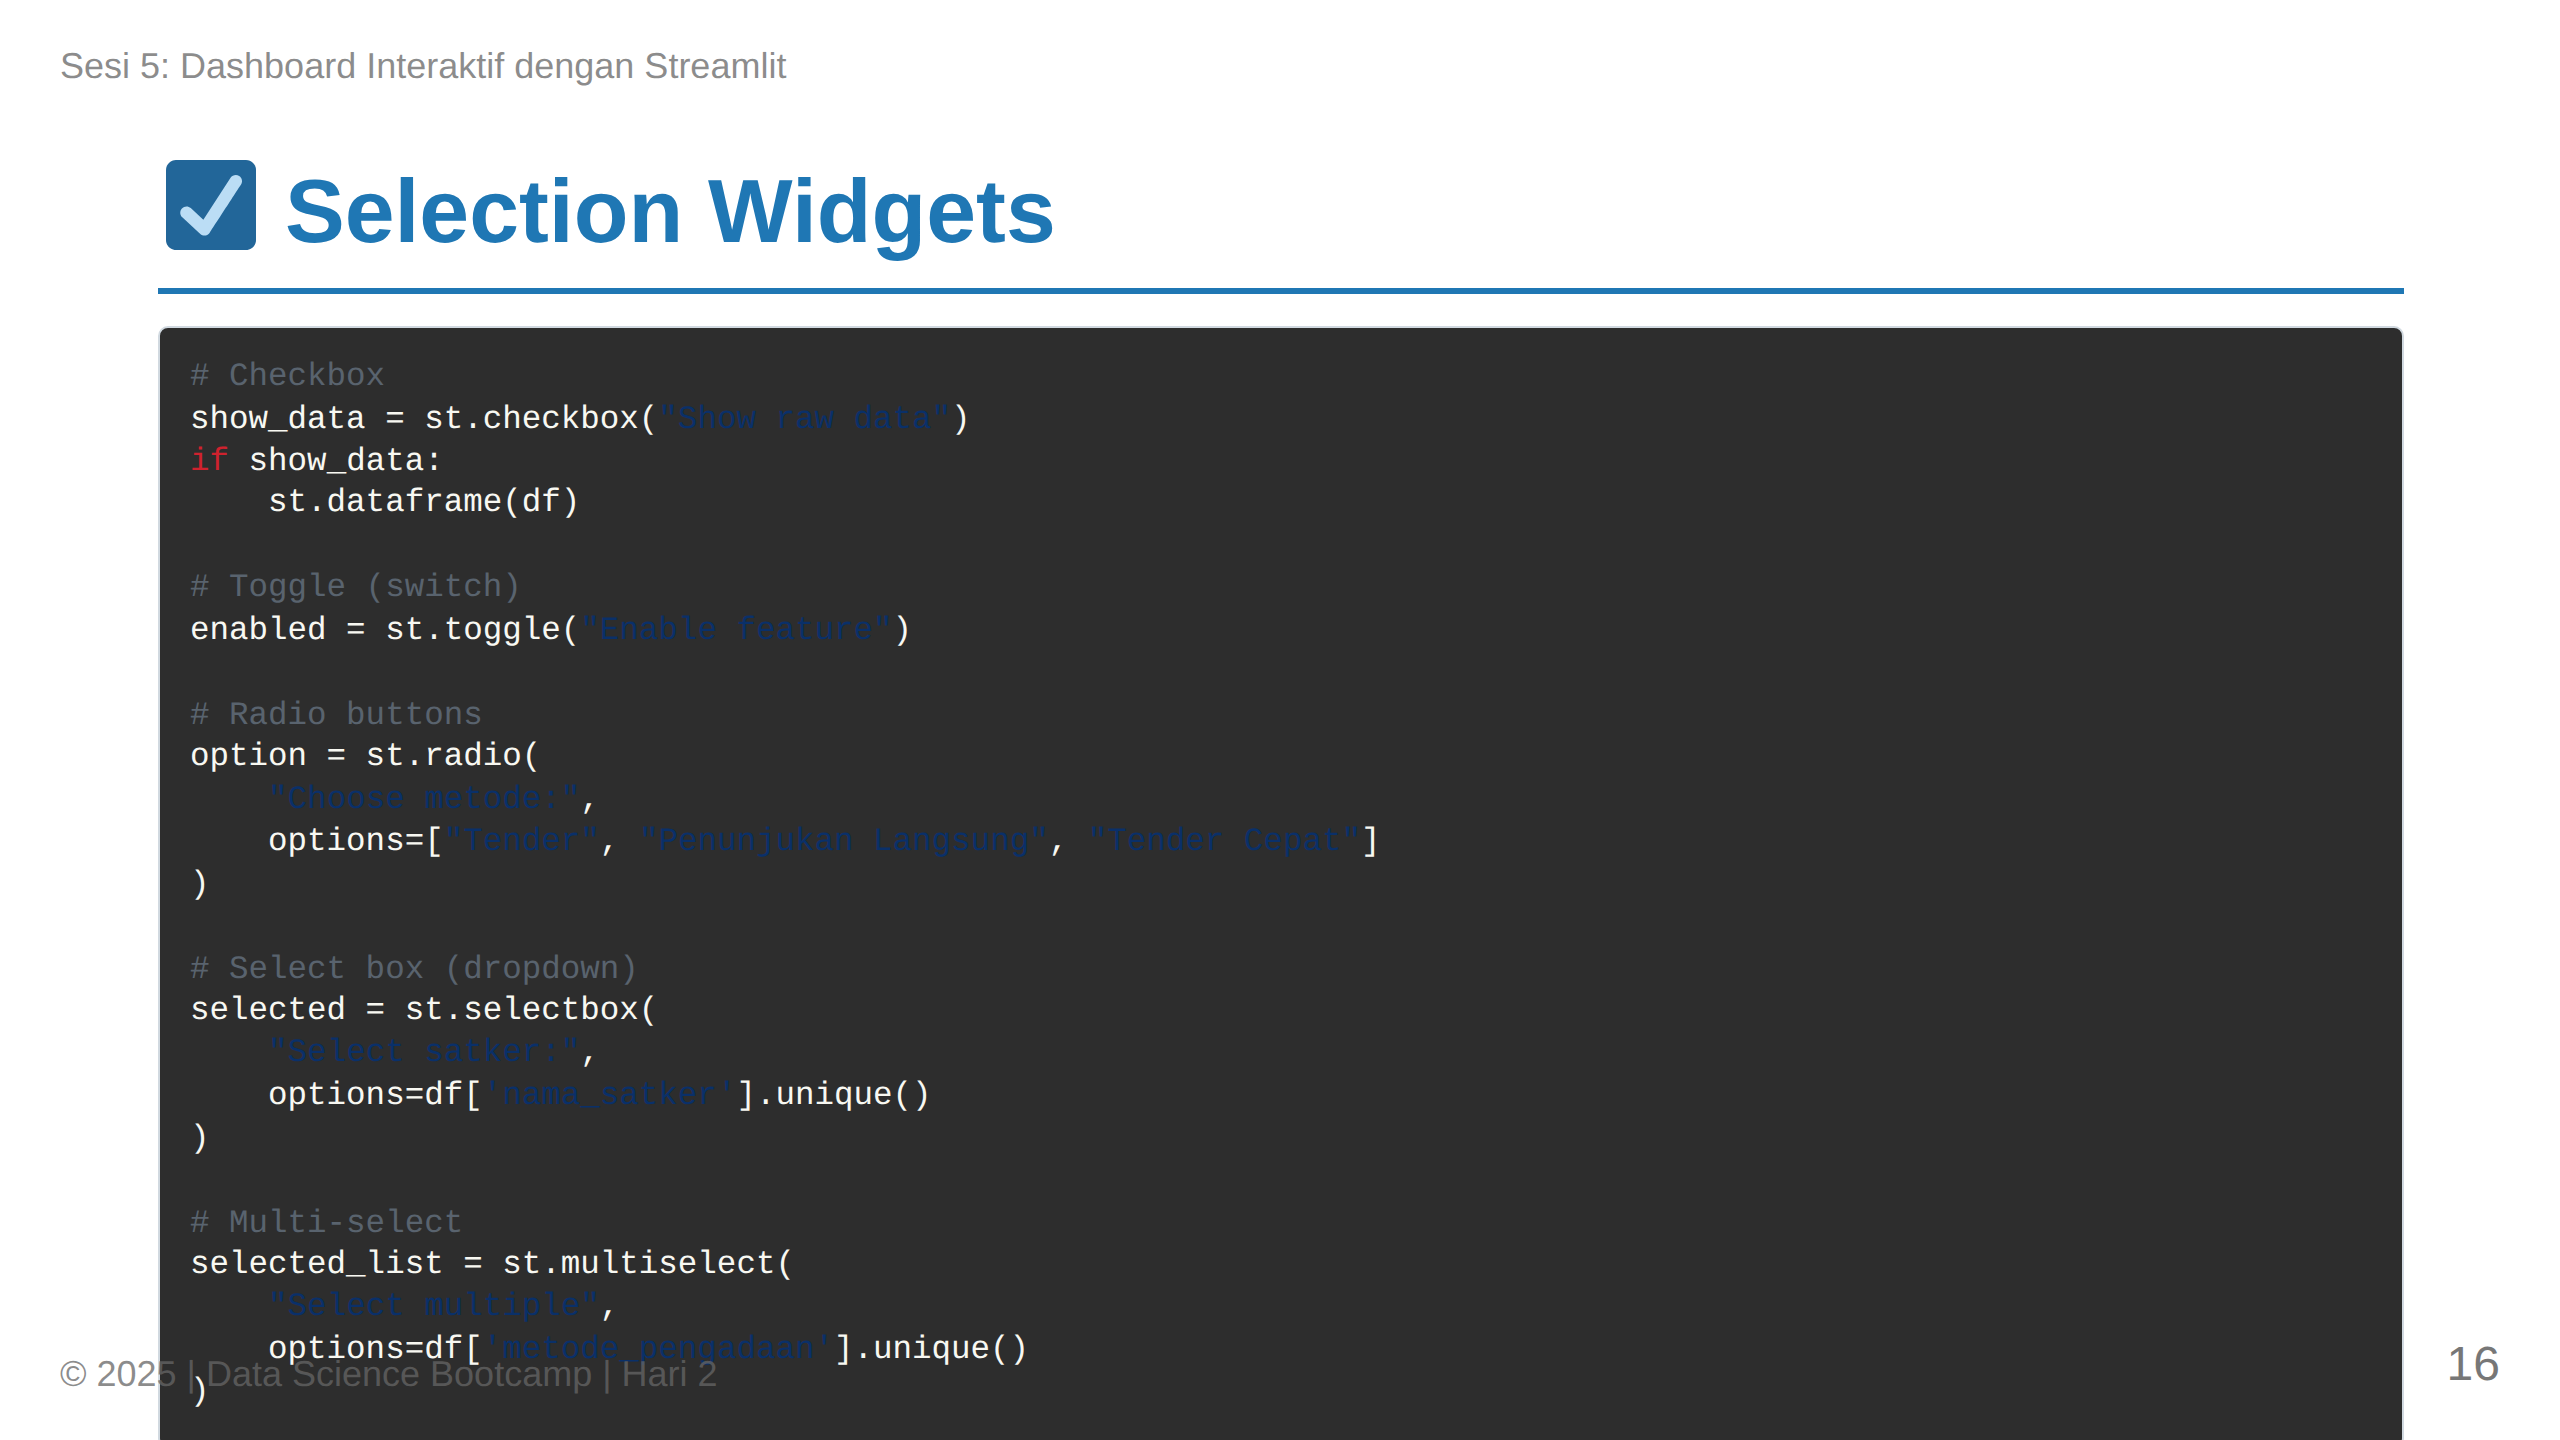 Sesi 5: Dashboard Interaktif dengan Streamlit
Selection Widgets
# Checkbox
show_data = st.checkbox("Show raw data")
if show_data:
    st.dataframe(df)
# Toggle (switch)
enabled = st.toggle("Enable feature")
# Radio buttons
option = st.radio(
    "Choose metode:",
    options=["Tender", "Penunjukan Langsung", "Tender Cepat"]
)
# Select box (dropdown)
selected = st.selectbox(
    "Select satker:",
    options=df['nama_satker'].unique()
)
# Multi-select
selected_list = st.multiselect(
    "Select multiple",
    options=df['metode_pengadaan'].unique()
)
© 2025 | Data Science Bootcamp | Hari 2
16